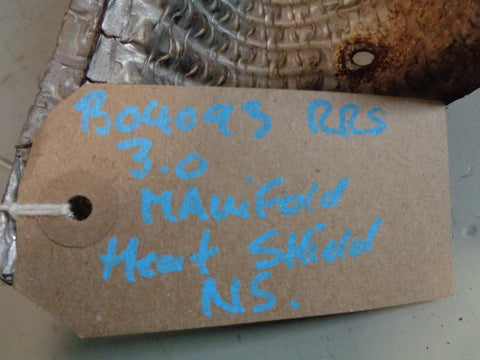 B04093 RRS
3.0
MANiFold
Heat Shield
NS.